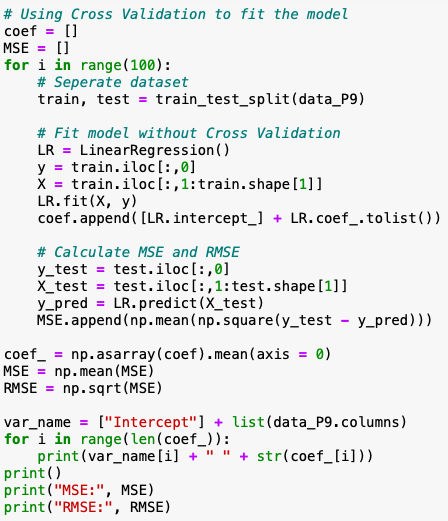 # Using Cross Validation to fit the model
coef = []
MSE = []
for i in range(100):
    # Seperate dataset
    train, test = train_test_split(data_P9)

    # Fit model without Cross Validation
    LR = LinearRegression()
    y = train.iloc[:,0]
    X = train.iloc[:,1:train.shape[1]]
    LR.fit(X, y)
    coef.append([LR.intercept_] + LR.coef_.tolist())

    # Calculate MSE and RMSE
    y_test = test.iloc[:,0]
    X_test = test.iloc[:,1:test.shape[1]]
    y_pred = LR.predict(X_test)
    MSE.append(np.mean(np.square(y_test - y_pred)))

coef_ = np.asarray(coef).mean(axis = 0)
MSE = np.mean(MSE)
RMSE = np.sqrt(MSE)

var_name = ["Intercept"] + list(data_P9.columns)
for i in range(len(coef_)):
    print(var_name[i] + " " + str(coef_[i]))
print()
print("MSE:", MSE)
print("RMSE:", RMSE)